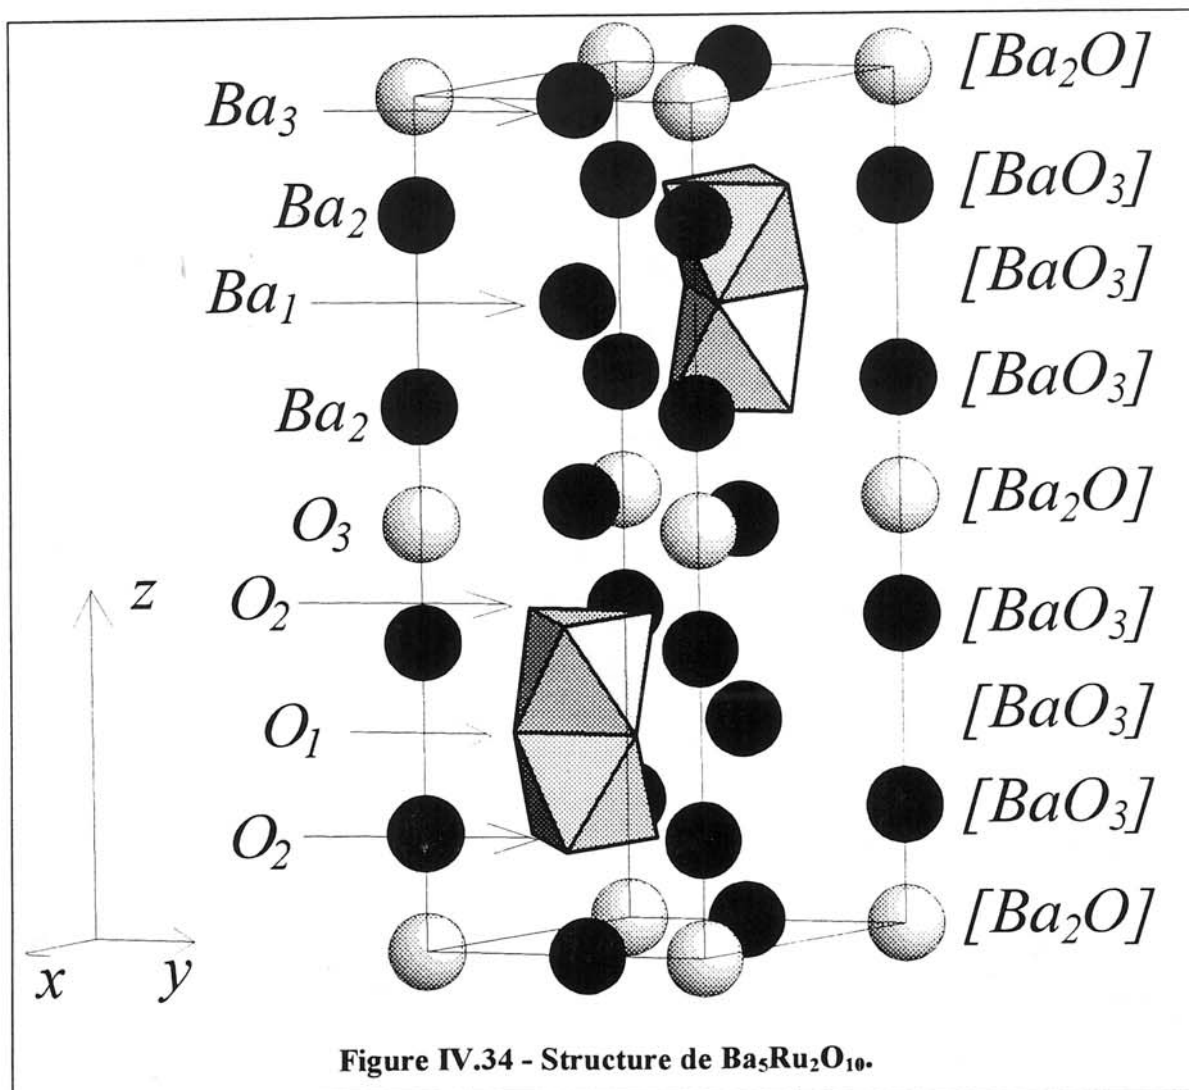 [Ba₂O]
Ba₃
Ba₂
[BaO₃]
Ba₁
[BaO₃]
Ba₂
[BaO₃]
O₃
[Ba₂O]
z
O₂
[BaO₃]
O₁
[BaO₃]
O₂
[BaO₃]
[Ba₂O]
x y
Figure IV.34 - Structure de Ba₅Ru₂O₁₀.